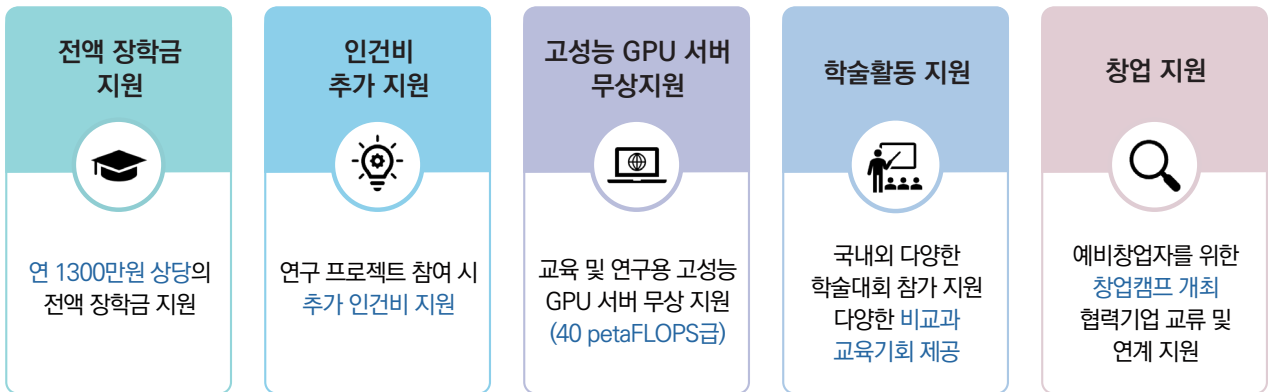 전액 장학금
지원
연 1300만원 상당의
전액 장학금 지원
인건비
추가 지원
연구 프로젝트 참여 시
추가 인건비 지원
고성능 GPU 서버
무상지원
교육 및 연구용 고성능
GPU 서버 무상 지원
(40 petaFLOPS급)
학술활동 지원
국내외 다양한
학술대회 참가 지원
다양한 비교과
교육기회 제공
창업 지원
예비창업자를 위한
창업캠프 개최
협력기업 교류 및
연계 지원